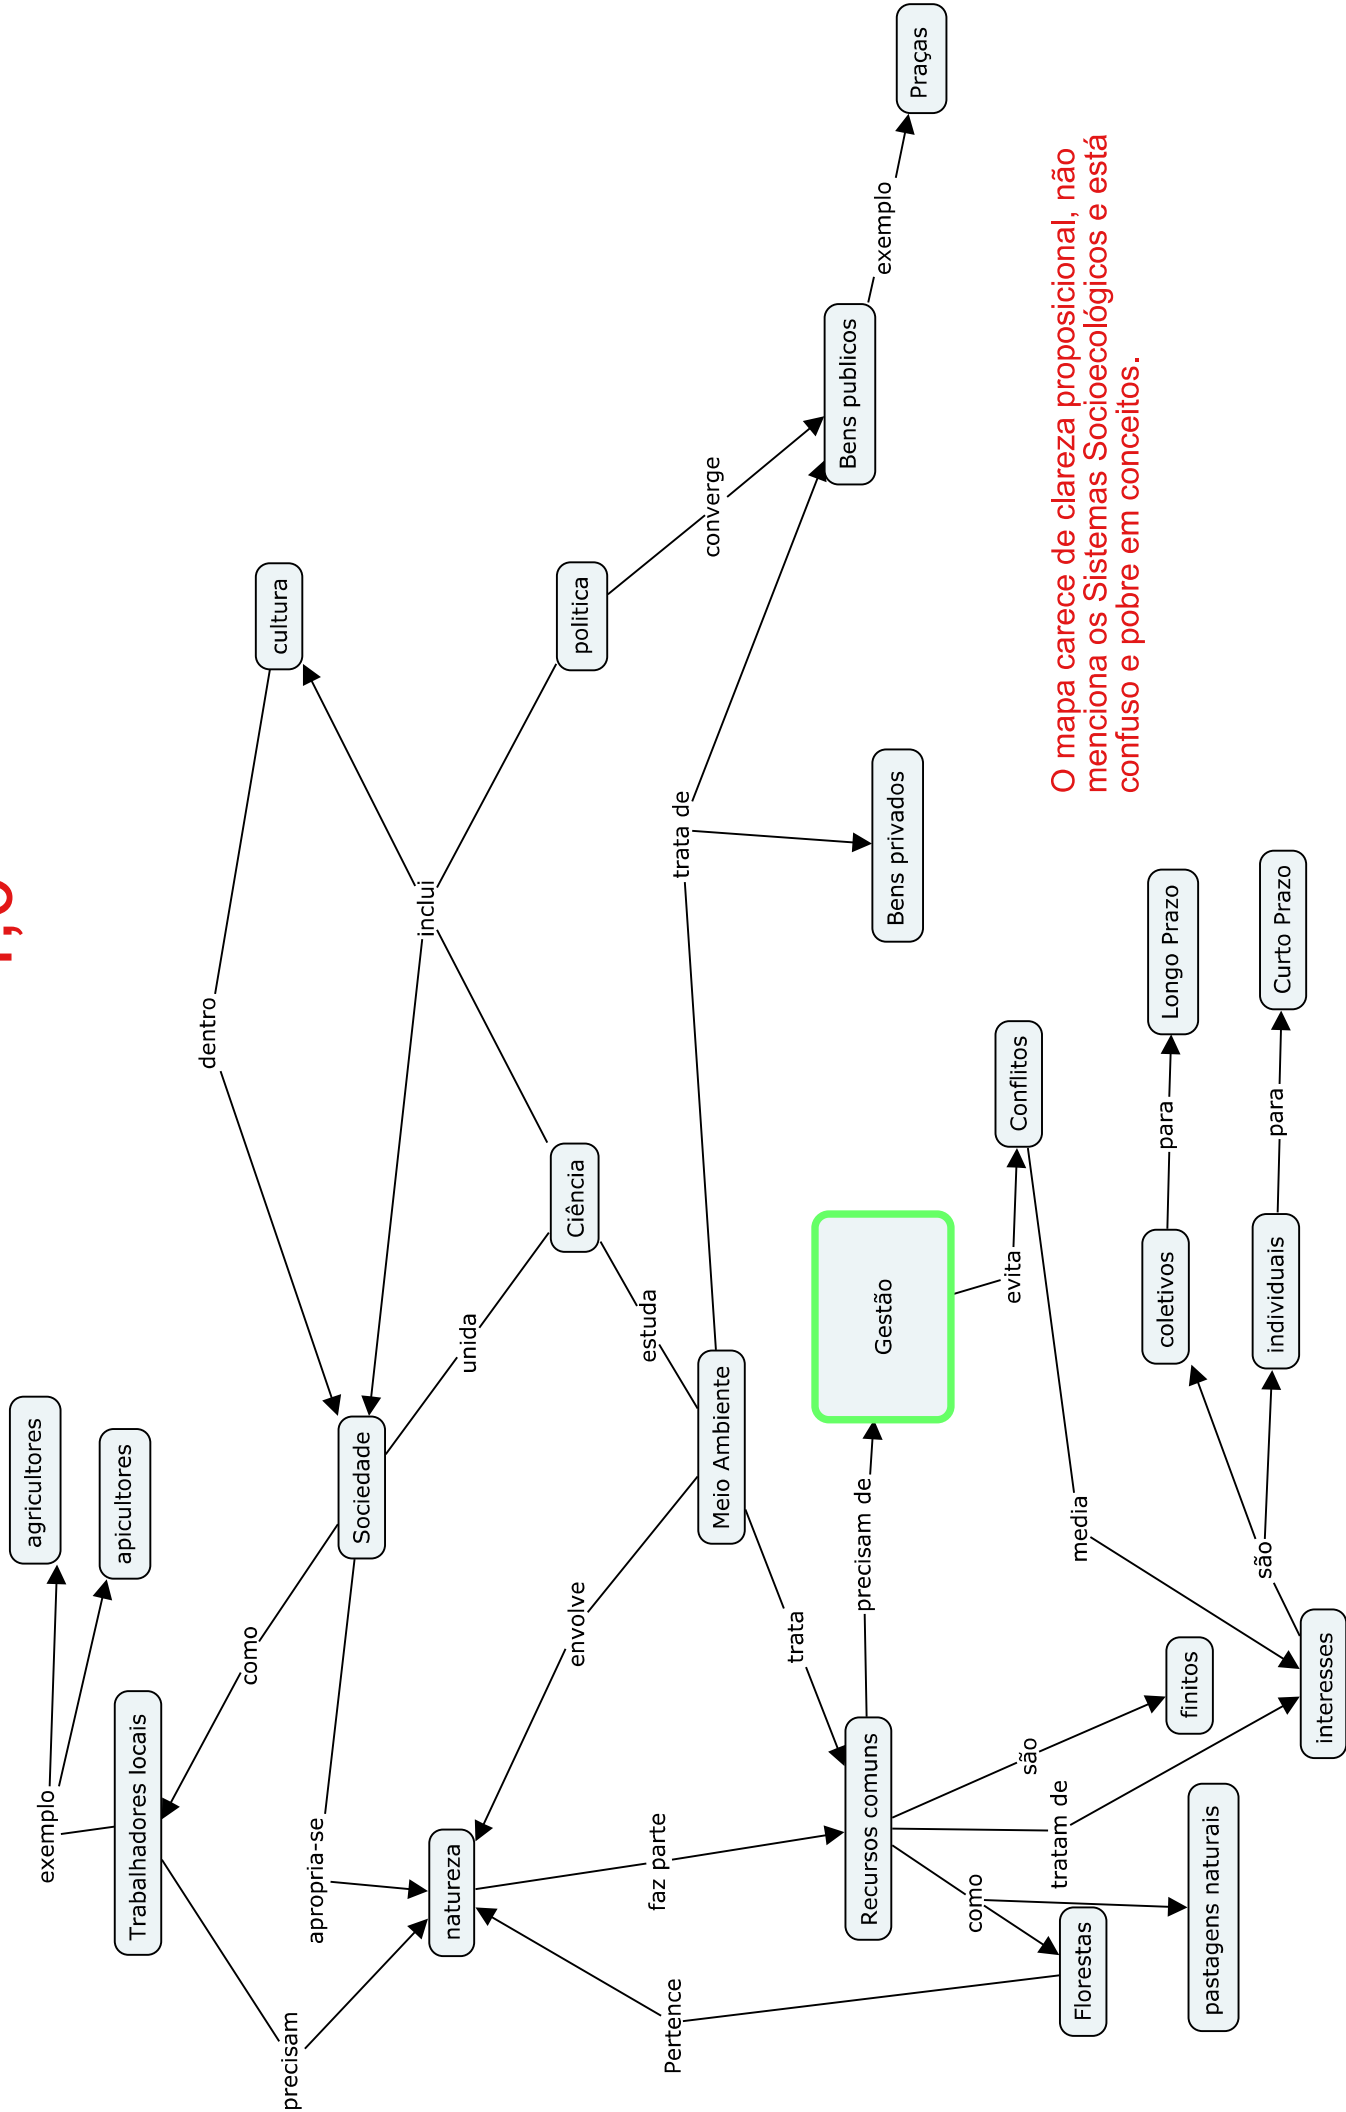 agricultores
apicultores
exemplo
Trabalhadores locais
como
dentro
cultura
precisam
apropria-se
Sociedade
inclui
natureza
unida
envolve
Ciência
politica
estuda
Pertence
faz parte
Meio Ambiente
trata de
converge
trata
Recursos comuns
precisam de
Gestão
Bens privados
Bens publicos
exemplo
Praças
como
são
evita
Conflitos
tratam de
media
Florestas
pastagens naturais
finitos
coletivos
para
Longo Prazo
interesses
são
individuais
para
Curto Prazo
O mapa carece de clareza proposicional, não
menciona os Sistemas Socioecológicos e está
confuso e pobre em conceitos.